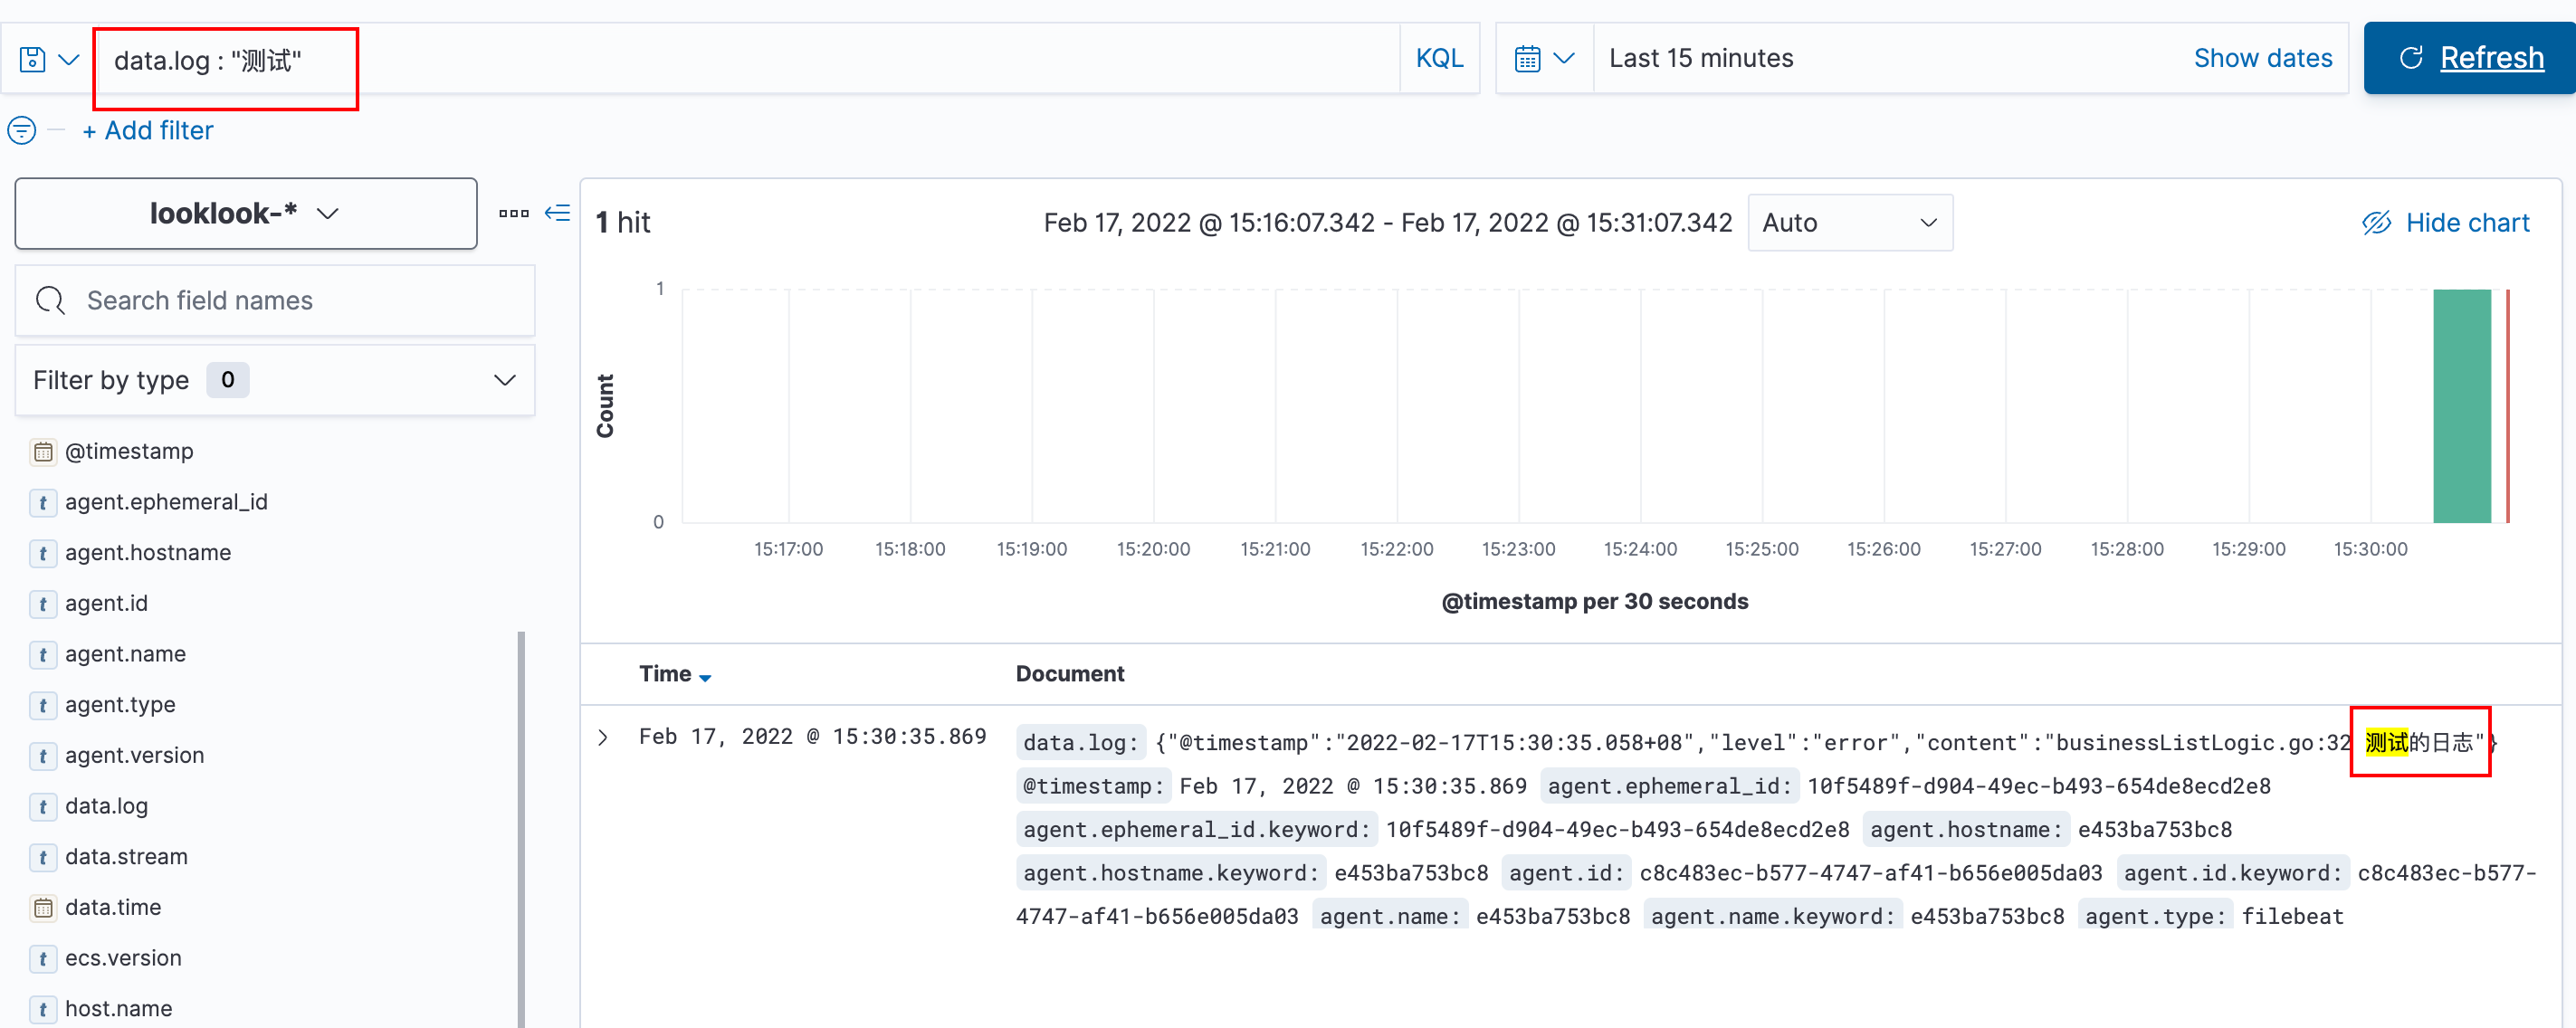 data.log : "测试"
KQL
Last 15 minutes
Show dates
Refresh
+ Add filter
looklook-*
1 hit
Feb 17, 2022 @ 15:16:07.342 - Feb 17, 2022 @ 15:31:07.342
Auto
Hide chart
Search field names
Filter by type 0
@timestamp
t agent.ephemeral_id
t agent.hostname
t agent.id
t agent.name
t agent.type
t agent.version
t data.log
t data.stream
data.time
t ecs.version
t host.name
Count
1
0
15:17:00 15:18:00 15:19:00 15:20:00 15:21:00 15:22:00 15:23:00 15:24:00 15:25:00 15:26:00 15:27:00 15:28:00 15:29:00 15:30:00
@timestamp per 30 seconds
Time Document
Feb 17, 2022 @ 15:30:35.869
data.log: {"@timestamp":"2022-02-17T15:30:35.058+08","level":"error","content":"businessListLogic.go:32 测试的日志"}
@timestamp: Feb 17, 2022 @ 15:30:35.869 agent.ephemeral_id: 10f5489f-d904-49ec-b493-654de8ecd2e8
agent.ephemeral_id.keyword: 10f5489f-d904-49ec-b493-654de8ecd2e8 agent.hostname: e453ba753bc8
agent.hostname.keyword: e453ba753bc8 agent.id: c8c483ec-b577-4747-af41-b656e005da03 agent.id.keyword: c8c483ec-b577-
4747-af41-b656e005da03 agent.name: e453ba753bc8 agent.name.keyword: e453ba753bc8 agent.type: filebeat